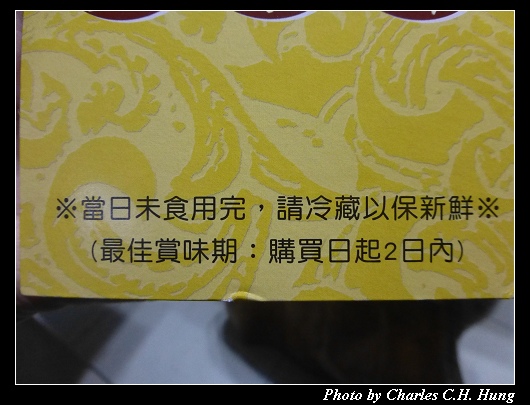 ※當日未食用完，請冷藏以保新鮮※
(最佳賞味期：購買日起2日內)
Photo by Charles C.H. Hung